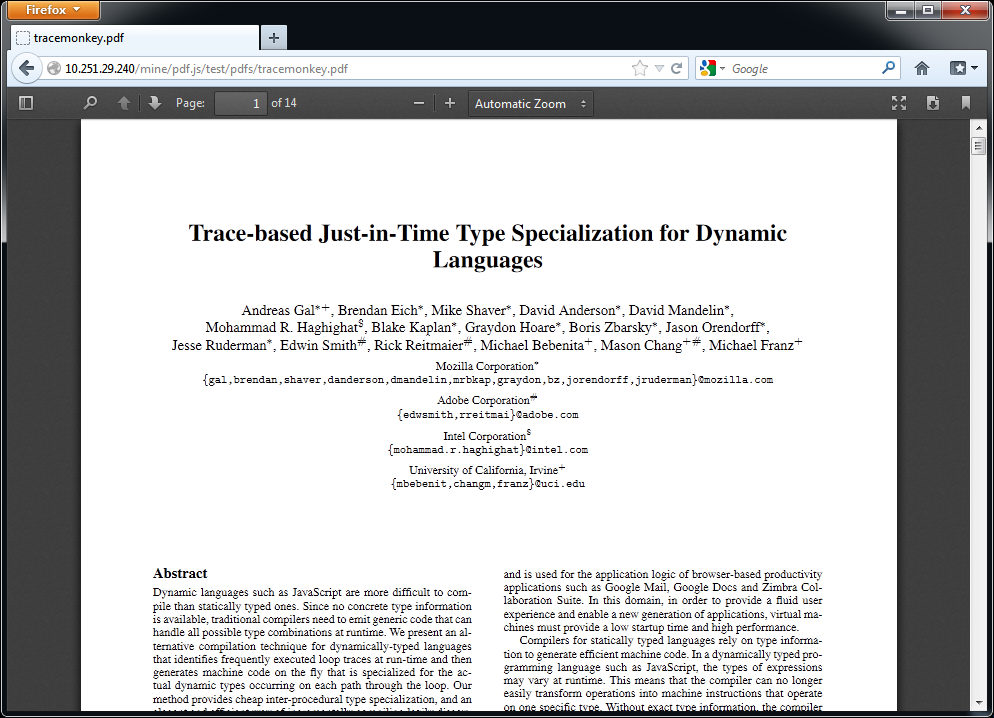 Firefox
tracemonkey.pdf
10.251.29.240/mine/pdf.js/test/pdfs/tracemonkey.pdf
Google
Page: 1 of 14
Automatic Zoom
Trace-based Just-in-Time Type Specialization for Dynamic
Languages
Andreas Gal*+, Brendan Eich*, Mike Shaver*, David Anderson*, David Mandelin*,
Mohammad R. Haghighat$, Blake Kaplan*, Graydon Hoare*, Boris Zbarsky*, Jason Orendorff*,
Jesse Ruderman*, Edwin Smith#, Rick Reitmaier#, Michael Bebenita+, Mason Chang+#, Michael Franz+
Mozilla Corporation*
{gal,brendan,shaver,danderson,dmandelin,mrbkap,graydon,bz,jorendorff,jruderman}@mozilla.com
Adobe Corporation#
{edwsmith,rreitmai}@adobe.com
Intel Corporation$
{mohammad.r.haghighat}@intel.com
University of California, Irvine+
{mbebenit,changm,franz}@uci.edu
Abstract
Dynamic languages such as JavaScript are more difficult to com-
pile than statically typed ones. Since no concrete type information
is available, traditional compilers need to emit generic code that can
handle all possible type combinations at runtime. We present an al-
ternative compilation technique for dynamically-typed languages
that identifies frequently executed loop traces at run-time and then
generates machine code on the fly that is specialized for the ac-
tual dynamic types occurring on each path through the loop. Our
method provides cheap inter-procedural type specialization, and an
and is used for the application logic of browser-based productivity
applications such as Google Mail, Google Docs and Zimbra Col-
laboration Suite. In this domain, in order to provide a fluid user
experience and enable a new generation of applications, virtual ma-
chines must provide a low startup time and high performance.
Compilers for statically typed languages rely on type informa-
tion to generate efficient machine code. In a dynamically typed pro-
gramming language such as JavaScript, the types of expressions
may vary at runtime. This means that the compiler can no longer
easily transform operations into machine instructions that operate
on one specific type. Without exact type information, the compiler